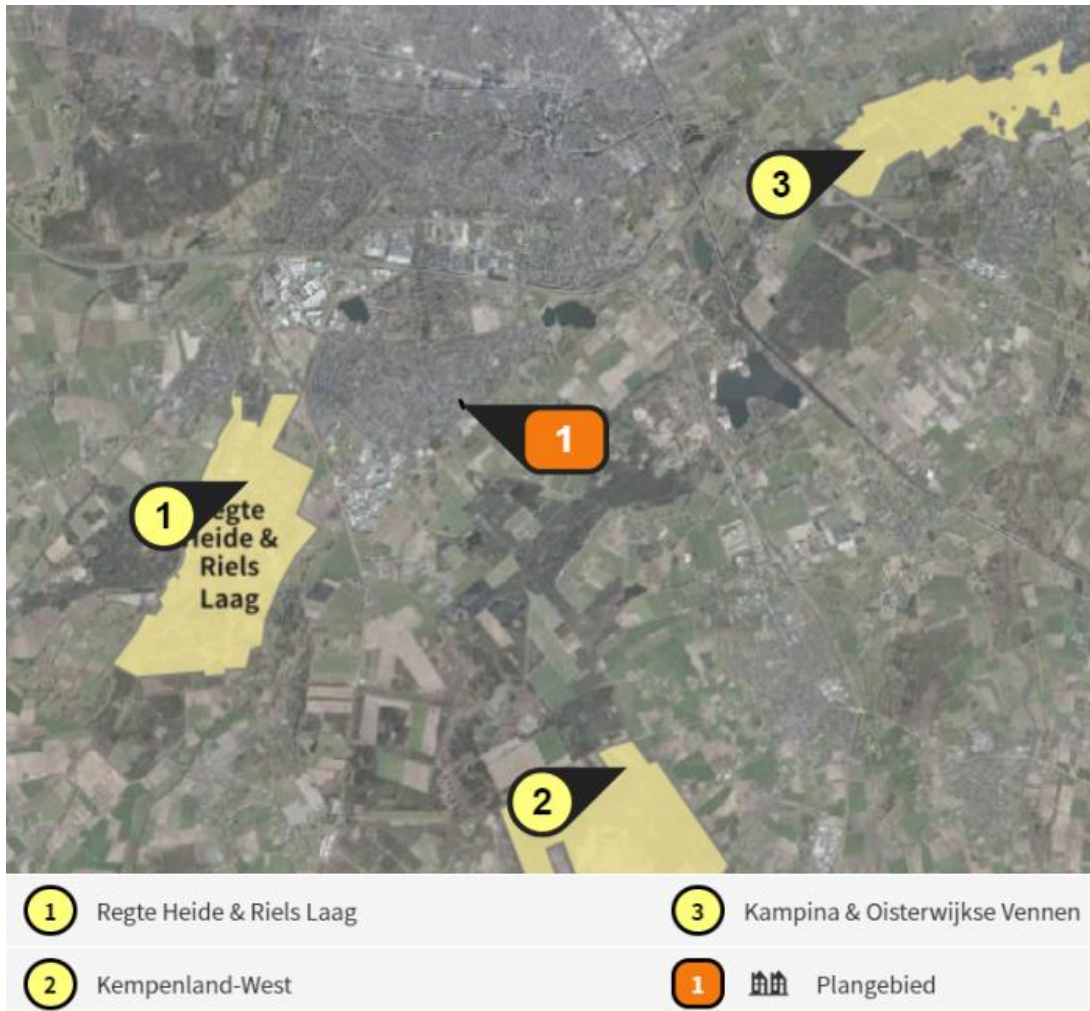 3
1
1
egte
Heide &
Riels
Laag
2
1 Regte Heide & Riels Laag
3 Kampina & Oisterwijkse Vennen
2 Kempenland-West
1 Plangebied